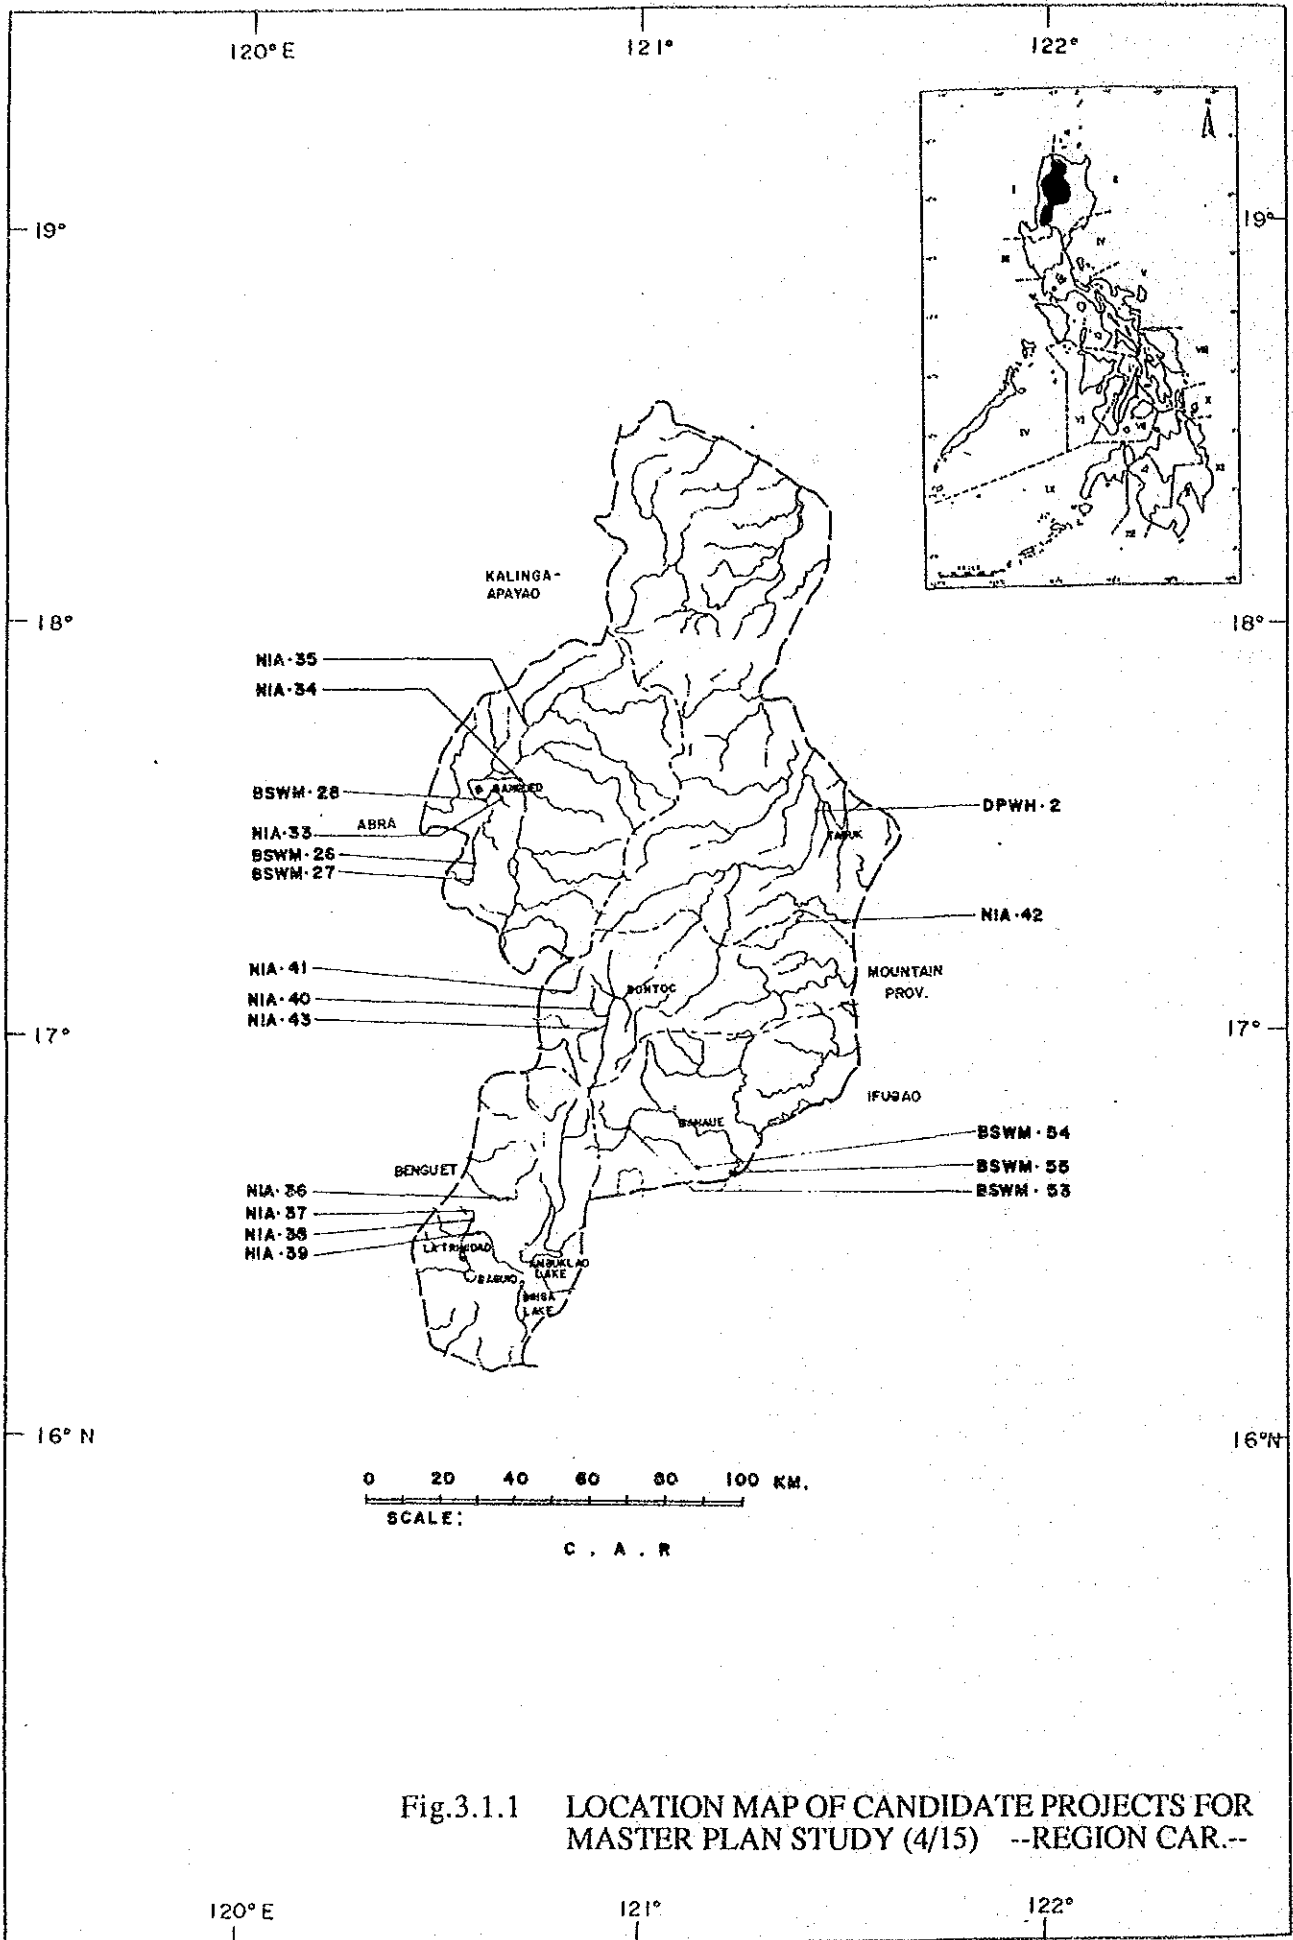 120° E
121°
122°
19°
19°
KALINGA-
APAYAO
18°
18°
NIA·35
NIA·34
BSWM·28
BANGUED
DPWH·2
NIA·33
ABRA
TABUK
BSWM·26
BSWM·27
NIA·42
NIA·41
MOUNTAIN
PROV.
BONTOC
NIA·40
NIA·43
17°
17°
IFUGAO
BANAUE
BSWM·54
BENGUET
BSWM·55
NIA·36
BSWM·53
NIA·37
NIA·38
LA TRINIDAD
NIA·39
AMBUKLAO
LAKE
BAGUIO
LAKE
16° N
16°N
0 20 40 60 80 100 KM.
SCALE:
C . A . R
Fig.3.1.1 LOCATION MAP OF CANDIDATE PROJECTS FOR
MASTER PLAN STUDY (4/15) --REGION CAR.--
120° E
121°
122°